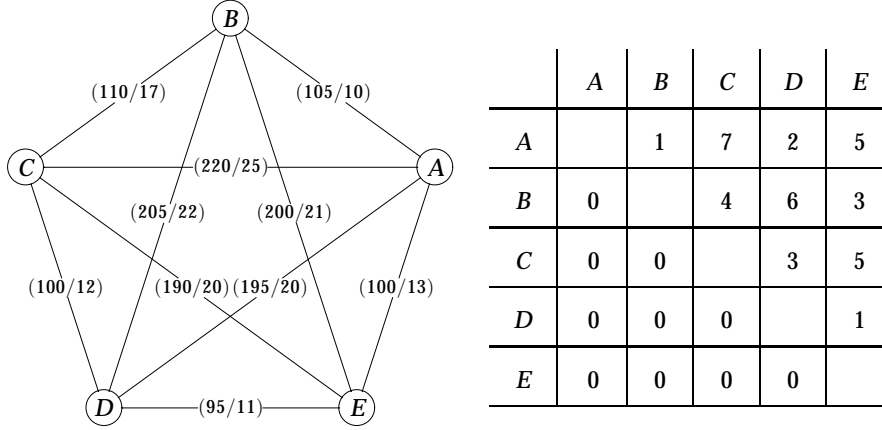 B
(110/17) (105/10)
C (220/25) A
(205/22) (200/21)
(100/12) (190/20) (195/20) (100/13)
D (95/11) E
A B C D E
A 1 7 2 5
B 0 4 6 3
C 0 0 3 5
D 0 0 0 1
E 0 0 0 0